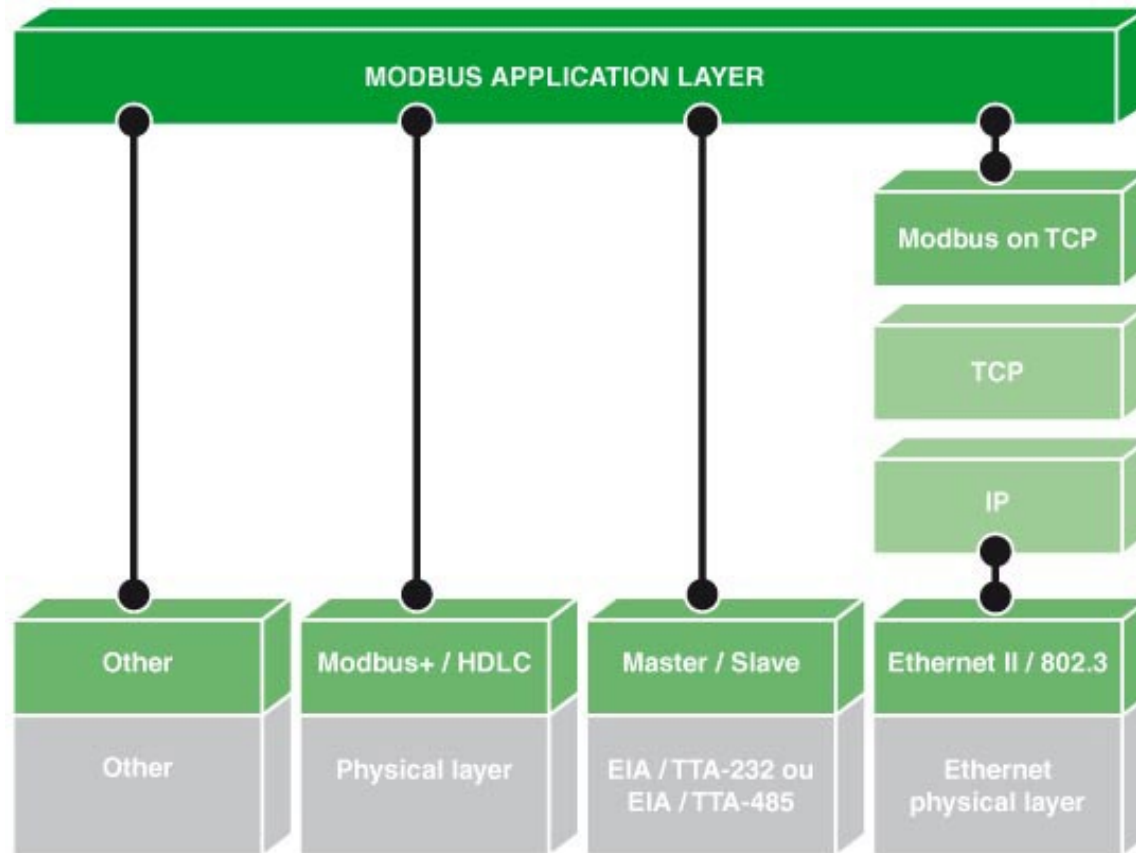 MODBUS APPLICATION LAYER
Modbus on TCP
TCP
IP
Other
Modbus+ / HDLC
Master / Slave
Ethernet II / 802.3
Other
Physical layer
EIA / TTA-232 ou
EIA / TTA-485
Ethernet
physical layer